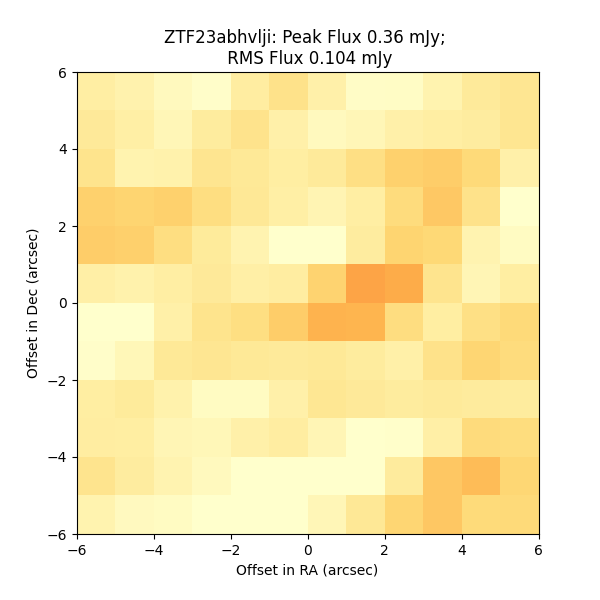 ZTF23abhvlji: Peak Flux 0.36 mJy;
RMS Flux 0.104 mJy
6
4
2
0
−2
−4
−6
Offset in Dec (arcsec)
−6 −4 −2 0 2 4 6
Offset in RA (arcsec)